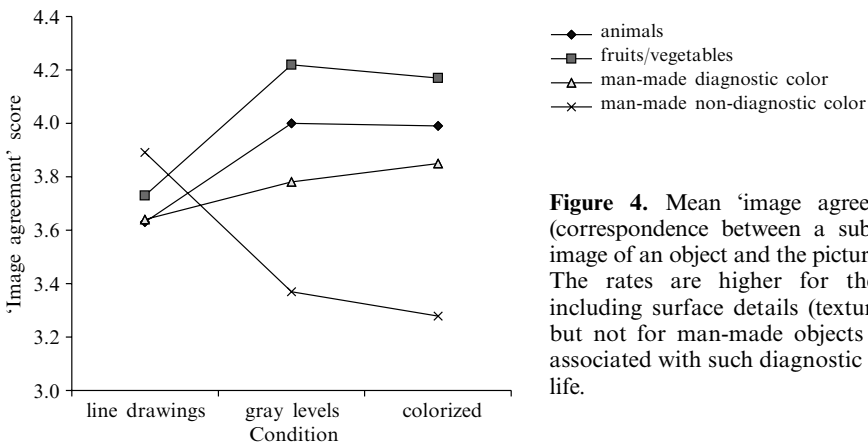 4.4
4.2
4.0
3.8
3.6
3.4
3.2
3.0
'Image agreement' score
line drawings gray levels colorized
Condition
animals
fruits/vegetables
man-made diagnostic color
man-made non-diagnostic color
Figure 4. Mean 'image agree
(correspondence between a sub
image of an object and the pictur
The rates are higher for the
including surface details (textur
but not for man-made objects
associated with such diagnostic
life.